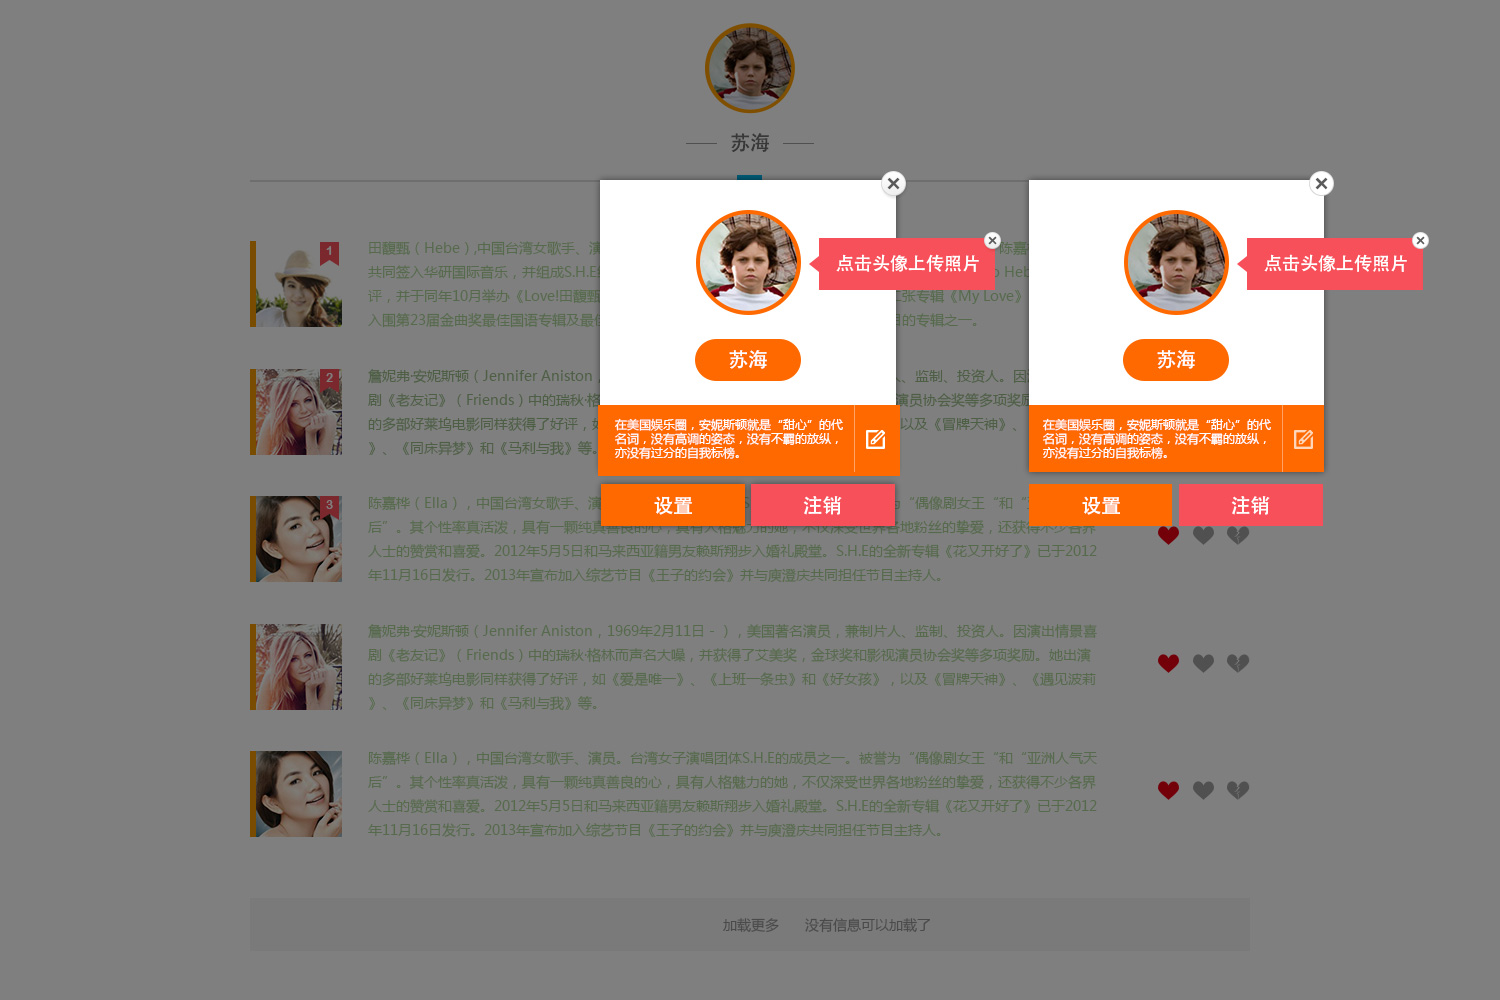 苏海
点击头像上传照片
点击头像上传照片
苏海
苏海
在美国娱乐圈，安妮斯顿就是“甜心”的代
名词，没有高调的姿态，没有不羁的放纵，
亦没有过分的自我标榜。
在美国娱乐圈，安妮斯顿就是“甜心”的代
名词，没有高调的姿态，没有不羁的放纵，
亦没有过分的自我标榜。
设置
注销
设置
注销
1
田馥甄（Hebe）,中国台湾女歌手、演
共同签入华研国际音乐，并组成S.H.E
评，并于同年10月举办《Love!田馥甄
张专辑《My Love》
入围第23届金曲奖最佳国语专辑及最
的专辑之一。
2
詹妮弗·安妮斯顿（Jennifer Aniston，
人、监制、投资人。因
剧《老友记》（Friends）中的瑞秋·格
演员协会奖等多项奖励
的多部好莱坞电影同样获得了好评，如
以及《冒牌天神》、
》、《同床异梦》和《马利与我》等。
3
陈嘉桦（Ella），中国台湾女歌手、演
“偶像剧女王“和“
后”。其个性率真活泼，具有一颗纯真善良的心，具有人格魅力的她，不仅深受世界各地粉丝的挚爱，还获得不少各界
人士的赞赏和喜爱。2012年5月5日和马来西亚籍男友赖斯翔步入婚礼殿堂。S.H.E的全新专辑《花又开好了》已于2012
年11月16日发行。2013年宣布加入综艺节目《王子的约会》并与庾澄庆共同担任节目主持人。
詹妮弗·安妮斯顿（Jennifer Aniston，1969年2月11日－），美国著名演员，兼制片人、监制、投资人。因演出情景喜
剧《老友记》（Friends）中的瑞秋·格林而声名大噪，并获得了艾美奖，金球奖和影视演员协会奖等多项奖励。她出演
的多部好莱坞电影同样获得了好评，如《爱是唯一》、《上班一条虫》和《好女孩》，以及《冒牌天神》、《遇见波莉
》、《同床异梦》和《马利与我》等。
陈嘉桦（Ella），中国台湾女歌手、演员。台湾女子演唱团体S.H.E的成员之一。被誉为“偶像剧女王“和“亚洲人气天
后”。其个性率真活泼，具有一颗纯真善良的心，具有人格魅力的她，不仅深受世界各地粉丝的挚爱，还获得不少各界
人士的赞赏和喜爱。2012年5月5日和马来西亚籍男友赖斯翔步入婚礼殿堂。S.H.E的全新专辑《花又开好了》已于2012
年11月16日发行。2013年宣布加入综艺节目《王子的约会》并与庾澄庆共同担任节目主持人。
加载更多 没有信息可以加载了